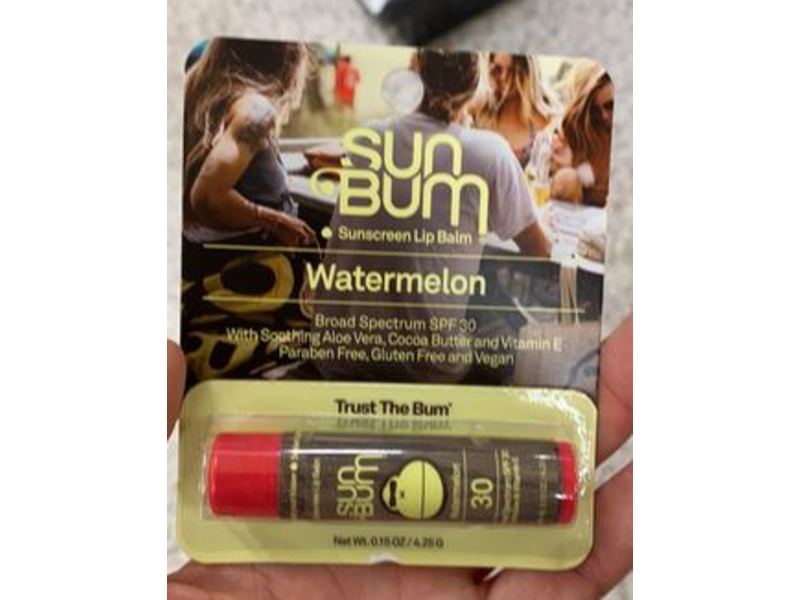 SUN
BUM
Sunscreen Lip Balm
Watermelon
Broad Spectrum SPF 30
With Soothing Aloe Vera, Cocoa Butter and Vitamin E
Paraben Free, Gluten Free and Vegan
Trust The Bum
SUN
BUM
Watermelon
30
Net Wt. 0.15 OZ / 4.25 G